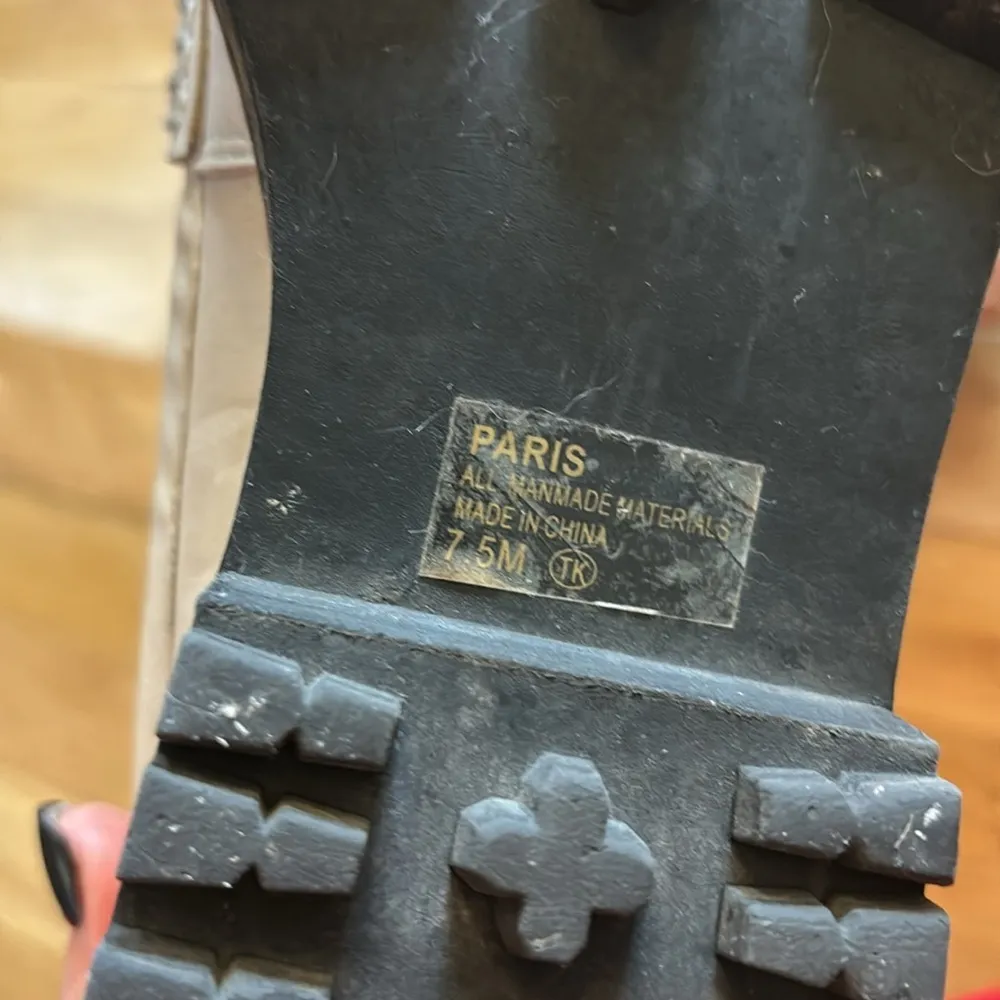 PARIS
ALL MANMADE MATERIALS
MADE IN CHINA
7.5M TK